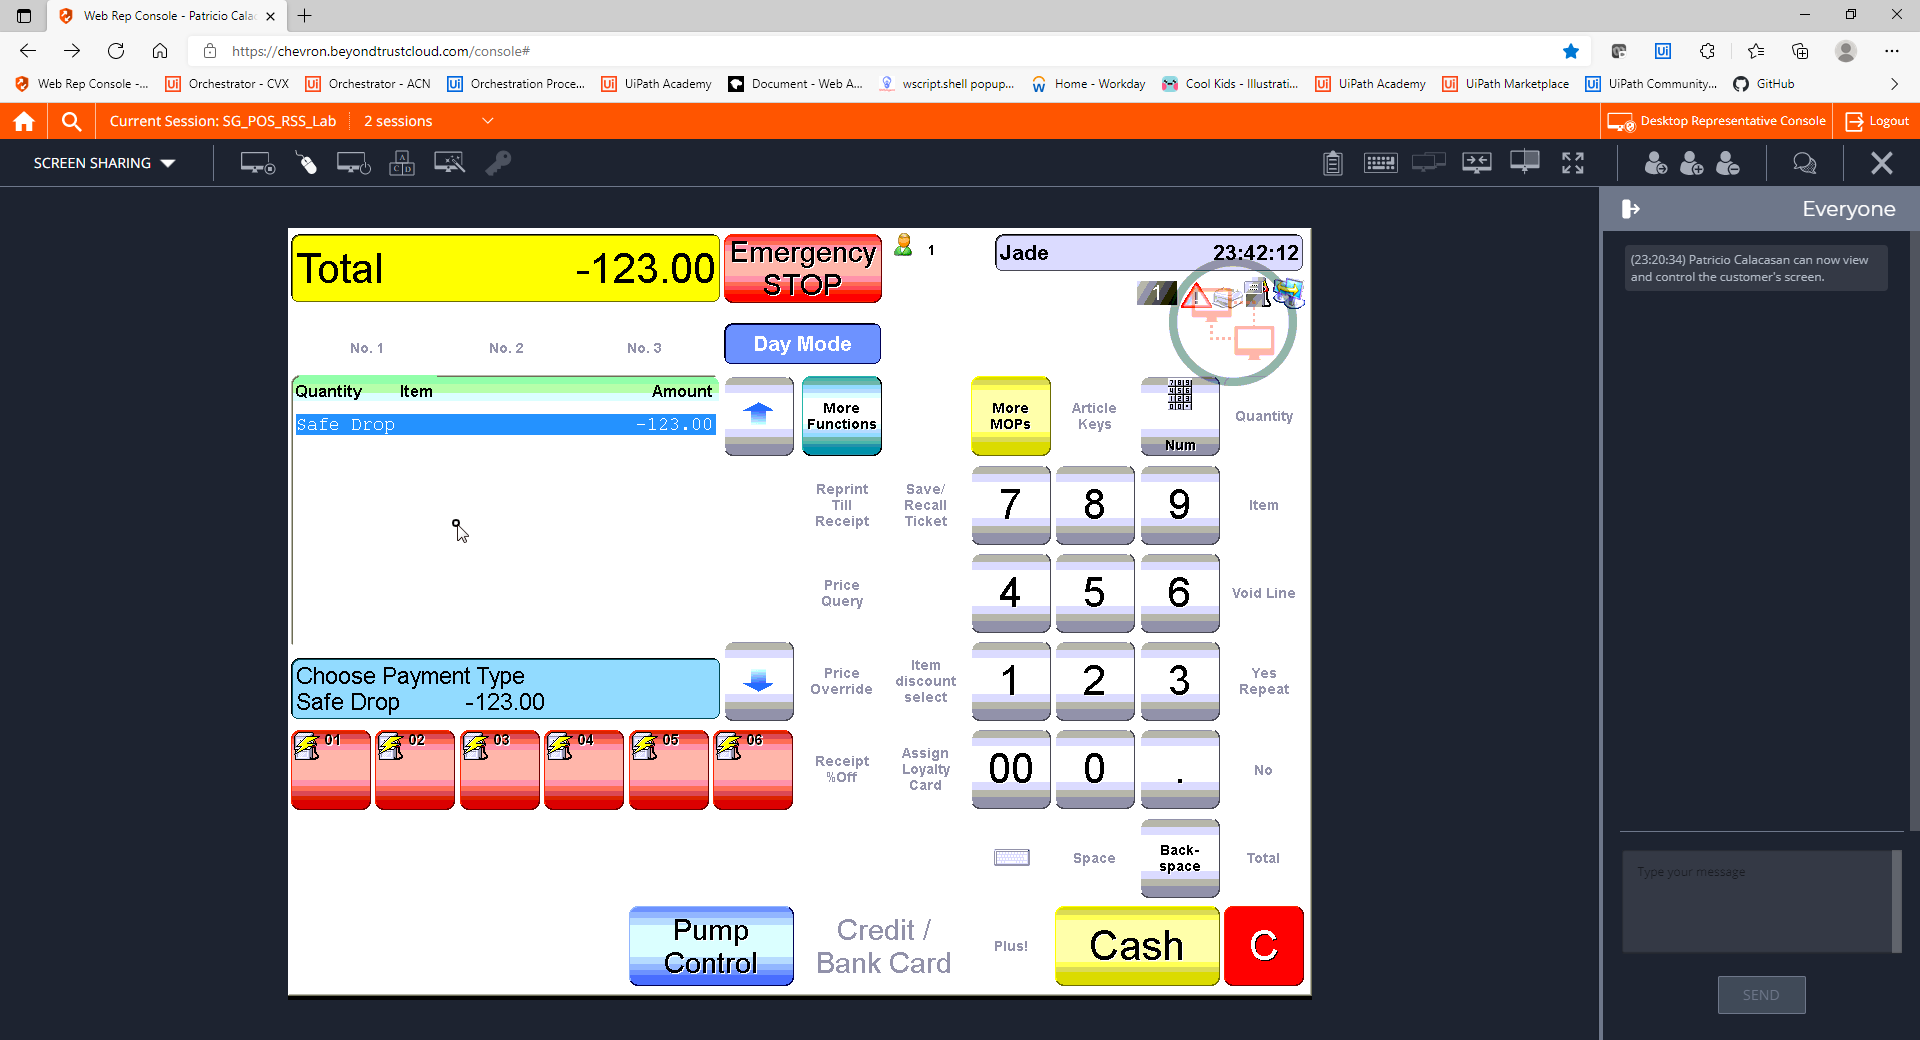 Web Rep Console - Patricio Cala
https://chevron.beyondtrustcloud.com/console#
Web Rep Console -...
Orchestrator - CVX
Orchestrator - ACN
Orchestration Proce...
UiPath Academy
Document - Web A...
wscript.shell popup...
Home - Workday
Cool Kids - Illustrati...
UiPath Academy
UiPath Marketplace
UiPath Community...
GitHub
Current Session: SG_POS_RSS_Lab
2 sessions
Desktop Representative Console
Logout
SCREEN SHARING
Everyone
(23:20:34) Patricio Calacasan can now view
and control the customer's screen.
Total -123.00
Emergency
STOP
1
Jade 23:42:12
1
No. 1 No. 2 No. 3
Day Mode
Quantity Item Amount
Safe Drop -123.00
More
Functions
More
MOPs
Article
Keys
Num
Quantity
Reprint
Till
Receipt
Save/
Recall
Ticket
7 8 9
Item
Price
Query
4 5 6
Void Line
Choose Payment Type
Safe Drop -123.00
Price
Override
Item
discount
select
1 2 3
Yes
Repeat
01 02 03 04 05 06
Receipt
%Off
Assign
Loyalty
Card
00 0 .
No
Space
Back-
space
Total
Pump
Control
Credit /
Bank Card
Plus!
Cash
C
Type your message
SEND